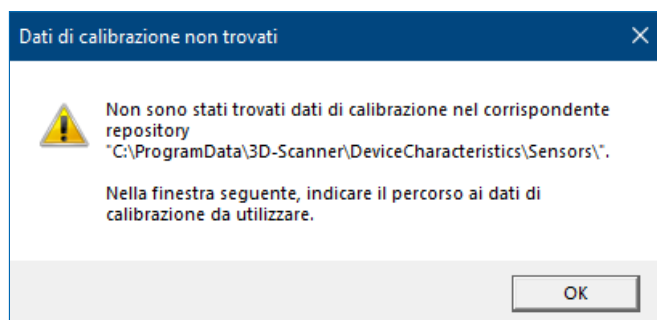 Dati di calibrazione non trovati
Non sono stati trovati dati di calibrazione nel corrispondente
repository
"C:\ProgramData\3D-Scanner\DeviceCharacteristics\Sensors\".
Nella finestra seguente, indicare il percorso ai dati di
calibrazione da utilizzare.
OK